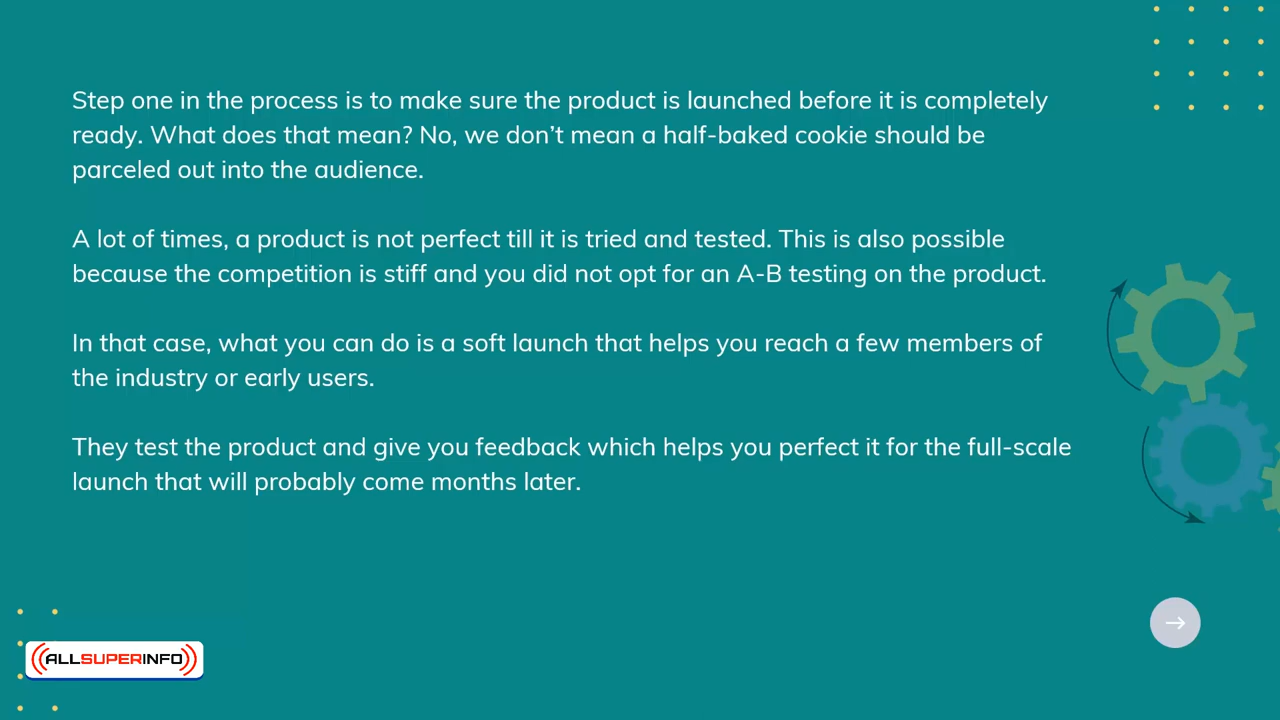 Step one in the process is to make sure the product is launched before it is completely
ready. What does that mean? No, we don’t mean a half-baked cookie should be
parceled out into the audience.
A lot of times, a product is not perfect till it is tried and tested. This is also possible
because the competition is stiff and you did not opt for an A-B testing on the product.
In that case, what you can do is a soft launch that helps you reach a few members of
the industry or early users.
They test the product and give you feedback which helps you perfect it for the full-scale
launch that will probably come months later.
ALLSUPERINFO